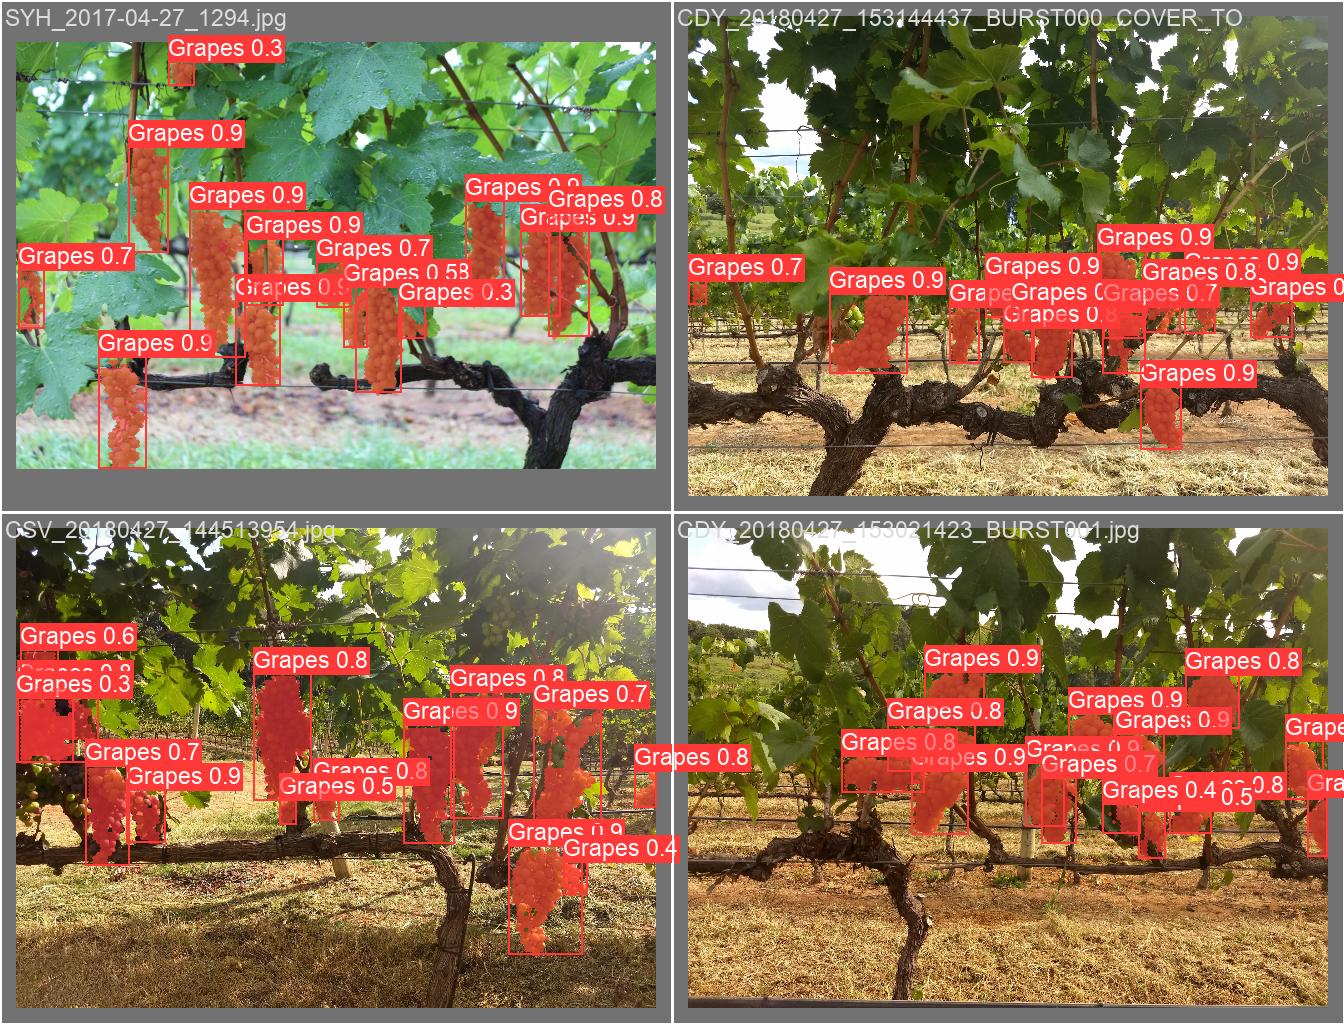 SYH_2017-04-27_1294.jpg
Grapes 0.3
Grapes 0.9
Grapes 0.9
Grapes 0.9
Grapes 0.9
Grapes 0.8
Grapes 0.9
Grapes 0.7
Grapes 0.7
Grapes 0.58
Grapes 0.9
Grapes 0.3
Grapes 0.9
CDY_20180427_153144437_BURST000_COVER_TO
Grapes 0.9
Grapes 0.7
Grapes 0.9
Grapes 0.9
Grapes 0.8
Grapes 0.9
Grapes 0
Grapes 0.7
Grapes 0.8
Grapes 0.9
CSV_20180427_144513954.jpg
Grapes 0.6
Grapes 0.8
Grapes 0.3
Grapes 0.8
Grapes 0.8
Grapes 0.7
Grapes 0.9
Grapes 0.7
Grapes 0.9
Grapes 0.8
Grapes 0.5
Grapes 0.8
Grapes 0.9
Grapes 0.4
CDY_20180427_153021423_BURST001.jpg
Grapes 0.9
Grapes 0.8
Grapes 0.8
Grapes 0.9
Grapes 0.9
Grapes 0.8
Grapes 0.9
Grapes 0.9
Grapes 0.7
Grapes 0.4
0.5
0.8